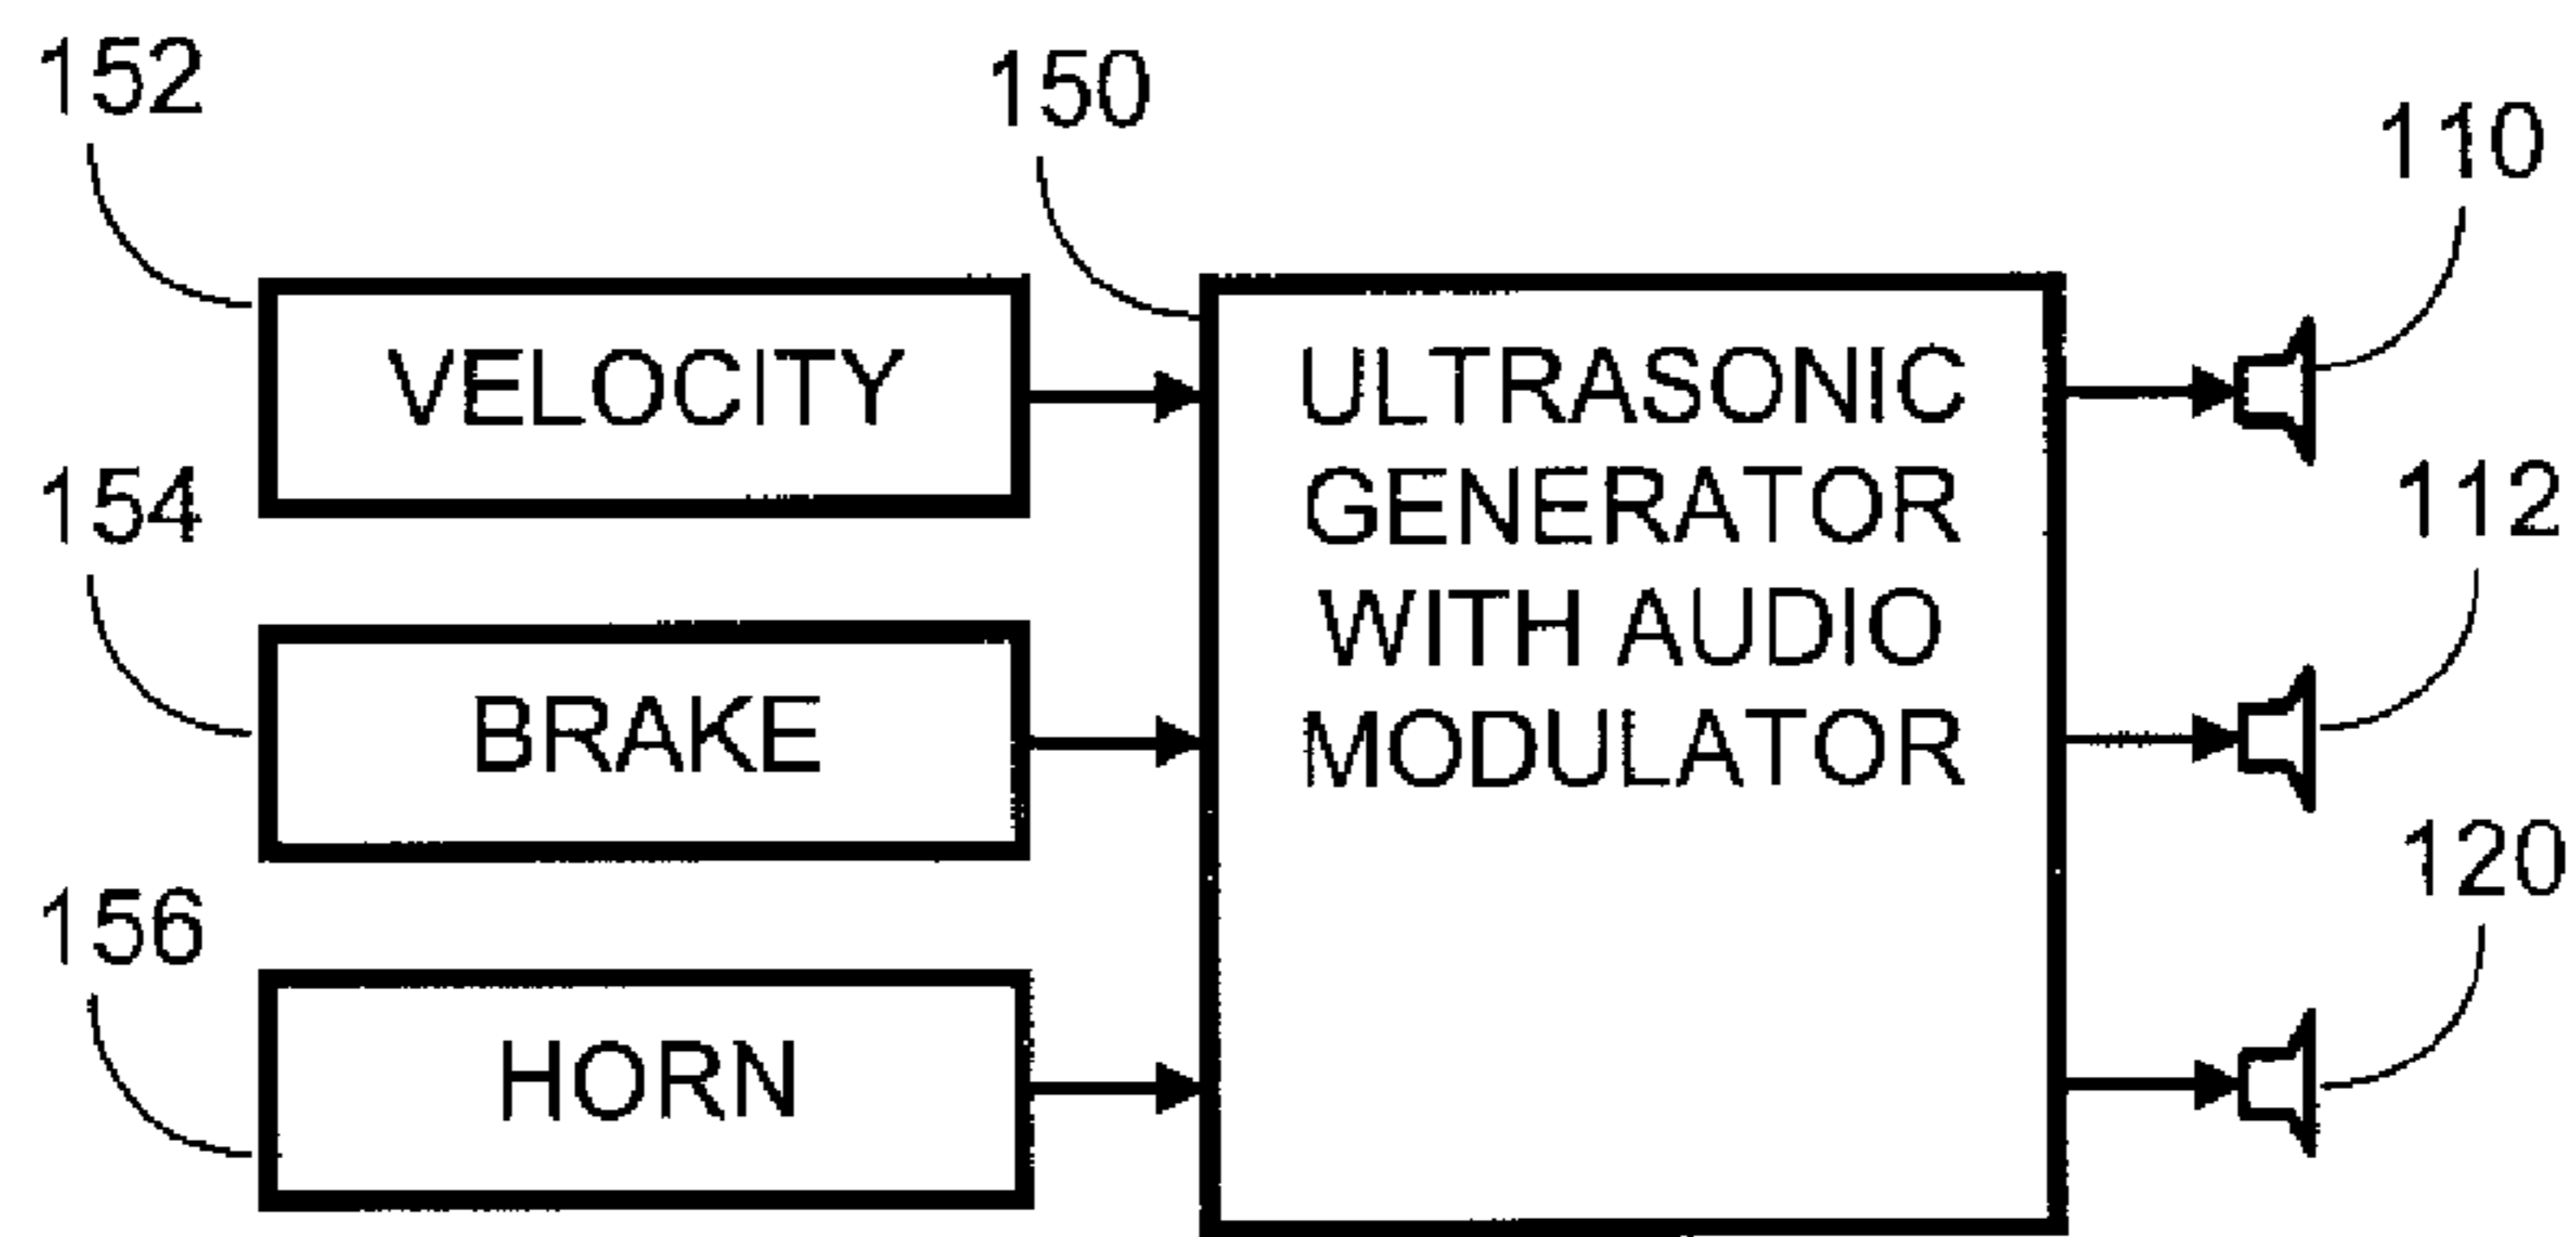 152
150
110
VELOCITY
ULTRASONIC
GENERATOR
WITH AUDIO
MODULATOR
154
112
BRAKE
156
120
HORN